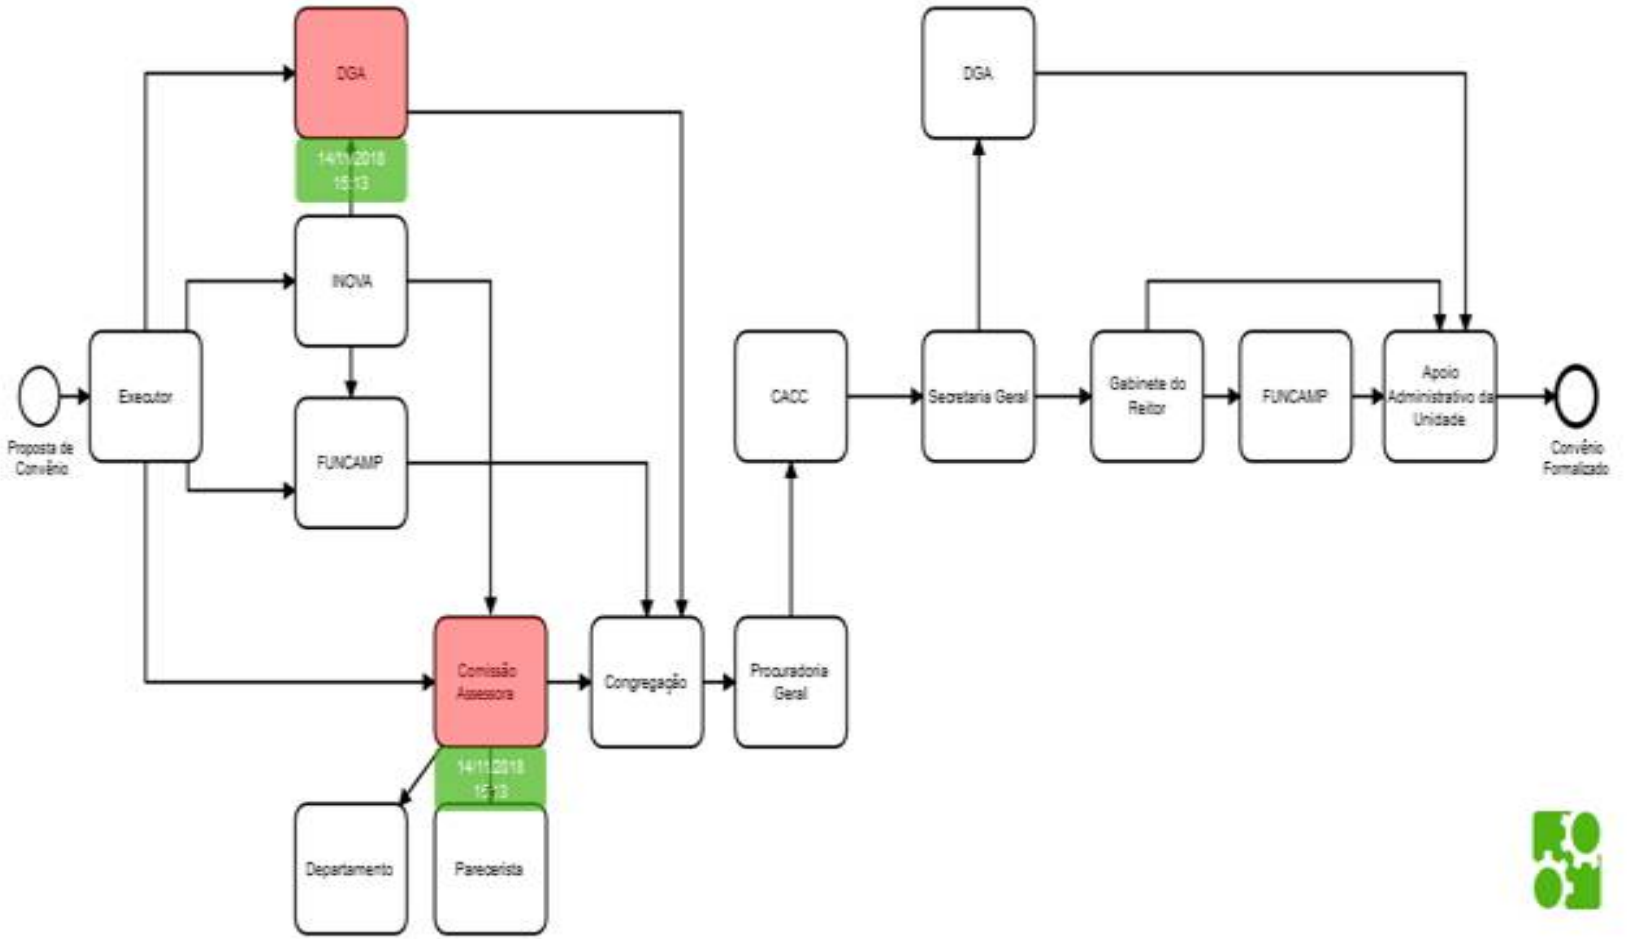 DGA
14/11/2018
15:13
INOVA
Executor
Proposta de
Convênio
FUNCAMP
Comissão
Assessora
14/11/2018
15:13
Departamento
Parecerista
Congregação
Procuradoria
Geral
CACC
DGA
Secretaria Geral
Gabinete do
Reitor
FUNCAMP
Apoio
Administrativo da
Unidade
Convênio
Formalizado